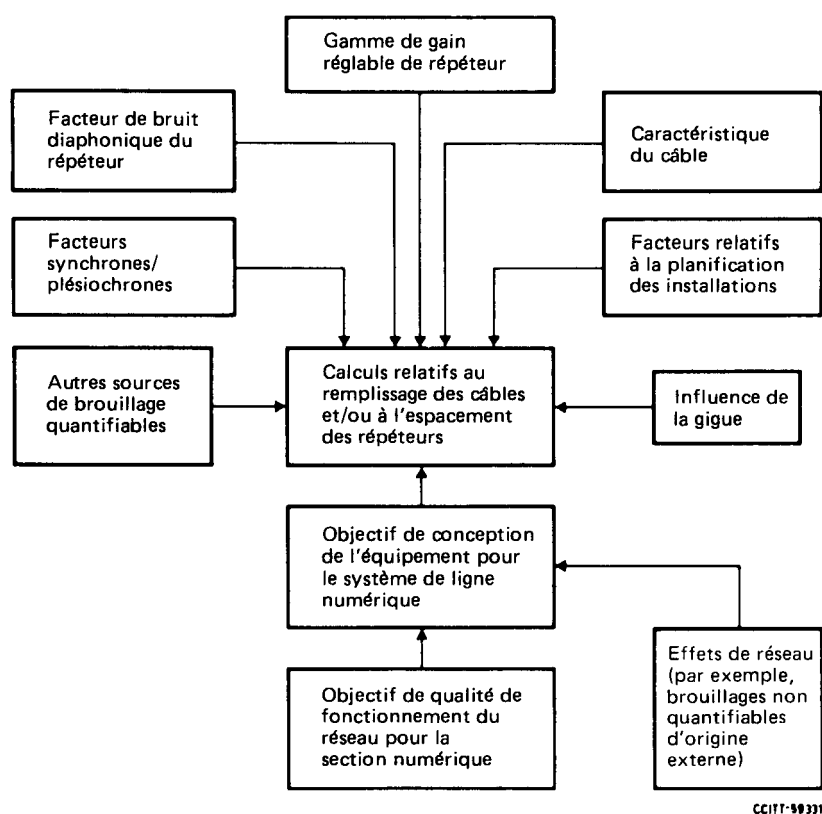 Gamme de gain
réglable de répéteur
Facteur de bruit
diaphonique du
répéteur
Caractéristique
du câble
Facteurs
synchrones/
plésiochrones
Facteurs relatifs
à la planification
des installations
Autres sources
de brouillage
quantifiables
Calculs relatifs au
remplissage des câbles
et/ou à l'espacement
des répéteurs
Influence de
la gigue
Objectif de conception
de l'équipement pour
le système de ligne
numérique
Effets de réseau
(par exemple,
brouillages non
quantifiables
d'origine
externe)
Objectif de qualité de
fonctionnement du
réseau pour la
section numérique
CCITT-59331